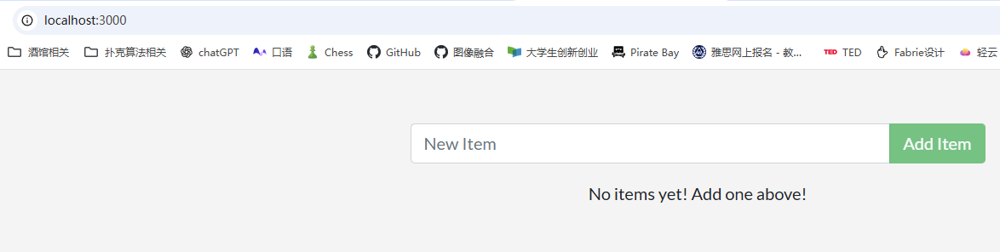 localhost:3000
酒馆相关 扑克算法相关 chatGPT 口语 Chess GitHub 图像融合 大学生创新创业 Pirate Bay 雅思网上报名 - 教... TED TED Fabrie设计 轻云
New Item Add Item
No items yet! Add one above!